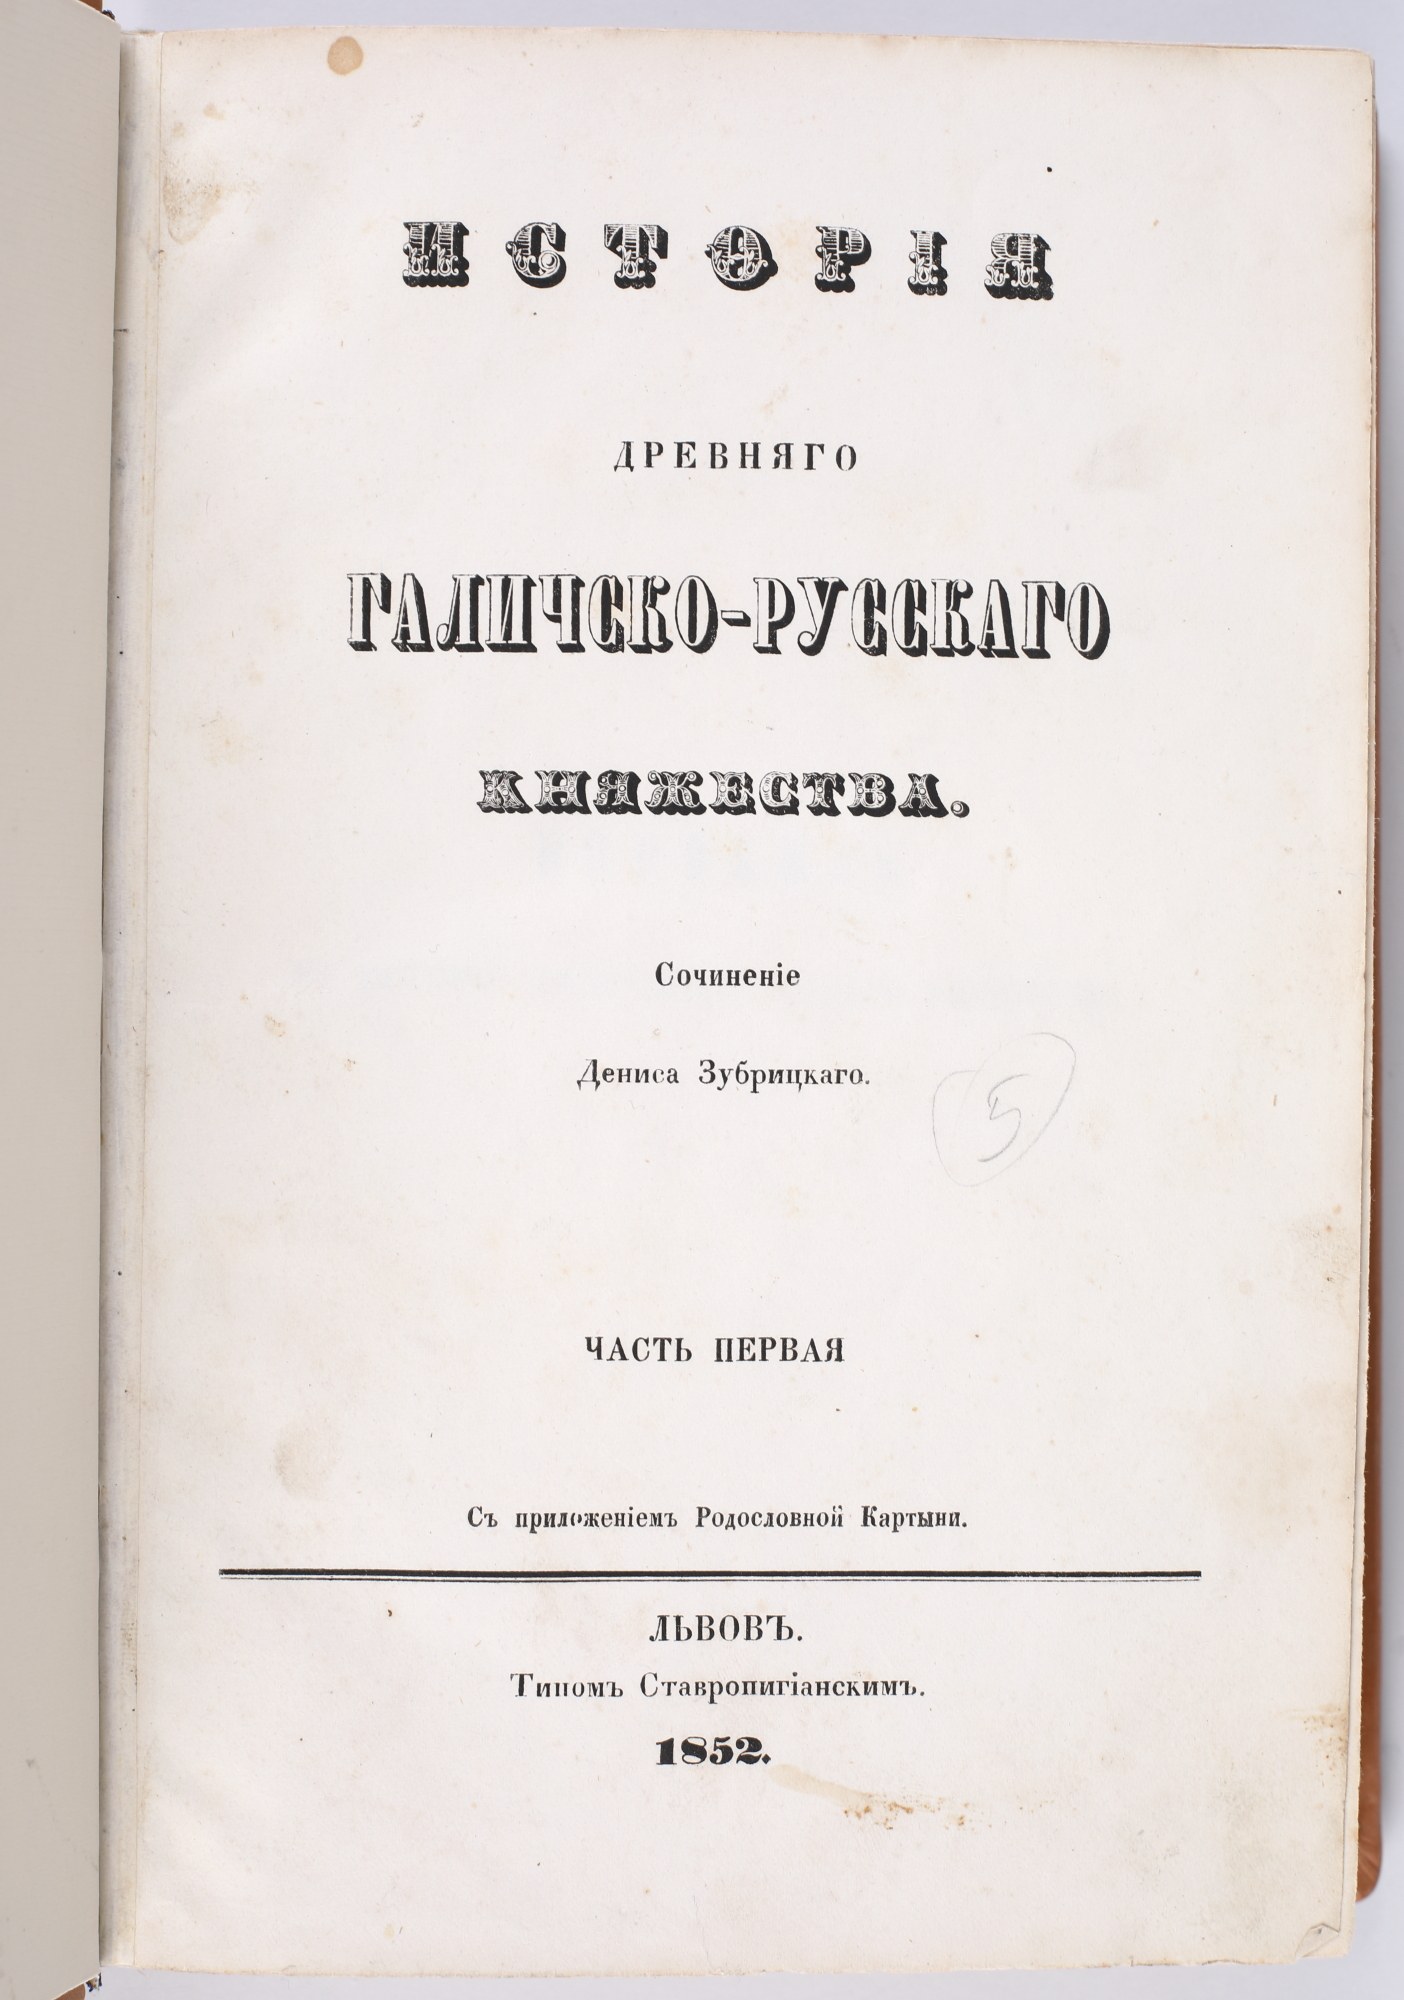 ИСТОРІЯ
ДРЕВНЯГО
ГАЛИЧСКО-РУССКАГО
КНЯЖЕСТВА.
Сочиненіе
Дениса Зубрицкаго.
5
ЧАСТЬ ПЕРВАЯ
Съ приложеніемъ Родословной Картыни.
ЛЬВОВЪ.
Типомъ Ставропигіанскимъ.
1852.